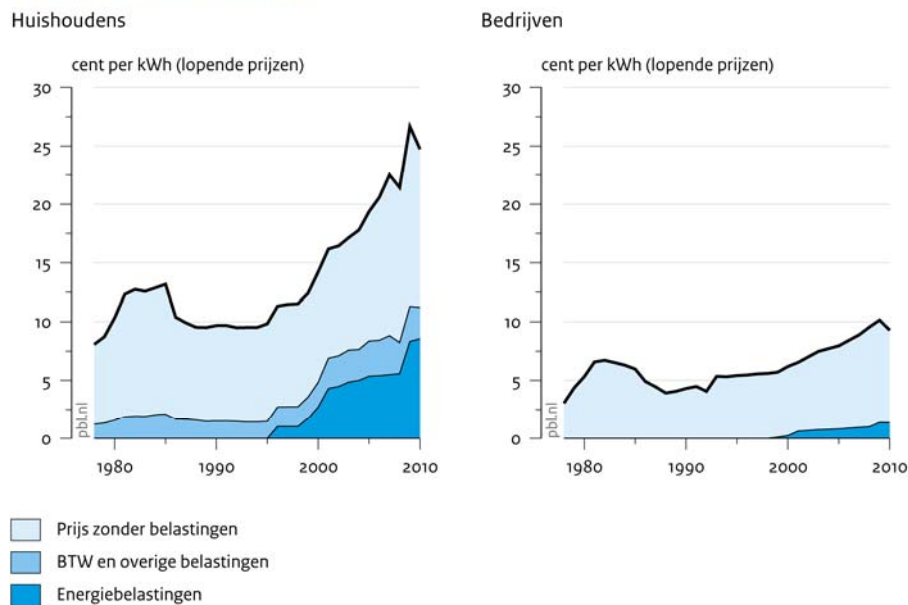 Huishoudens
cent per kWh (lopende prijzen)
30
25
20
15
10
5
0
pbl.nl
1980 1990 2000 2010
Bedrijven
cent per kWh (lopende prijzen)
30
25
20
15
10
5
0
pbl.nl
1980 1990 2000 2010
Prijs zonder belastingen
BTW en overige belastingen
Energiebelastingen